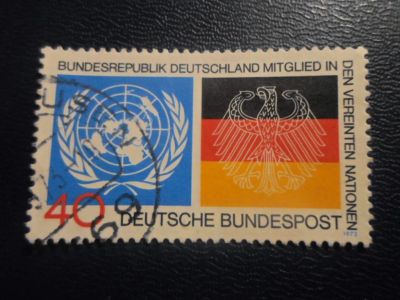 BUNDESREPUBLIK DEUTSCHLAND MITGLIED IN
DEN VEREINTEN NATIONEN
40 DEUTSCHE BUNDESPOST
1973